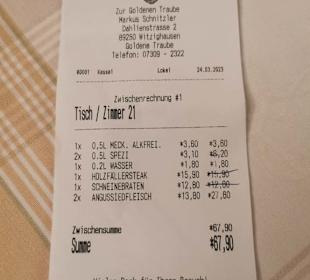 Zur Goldenen Traube
Markus Schnitzler
Dahlienstrasse 2
89250 Witzighausen
Goldene Traube
Telefon: 07309 - 2322
#0001 Kassel Lokal 24.03.2023
Zwischenrechnung #1
Tisch / Zimmer 21
1x 0,5L MECK. ALKFREI. *3,60 *3,60
2x 0,5L SPEZI *3,10 *6,20
1x 0.2L WASSER *1,80 *1,80
1x HOLZFÄLLERSTEAK *15,90 *15,90
1x SCHWEINEBRATEN *12,80 *12,80
2x ANGUSSIEDFLEISCH *13,80 *27,60
Zwischensumme *67,90
Summe *67,90